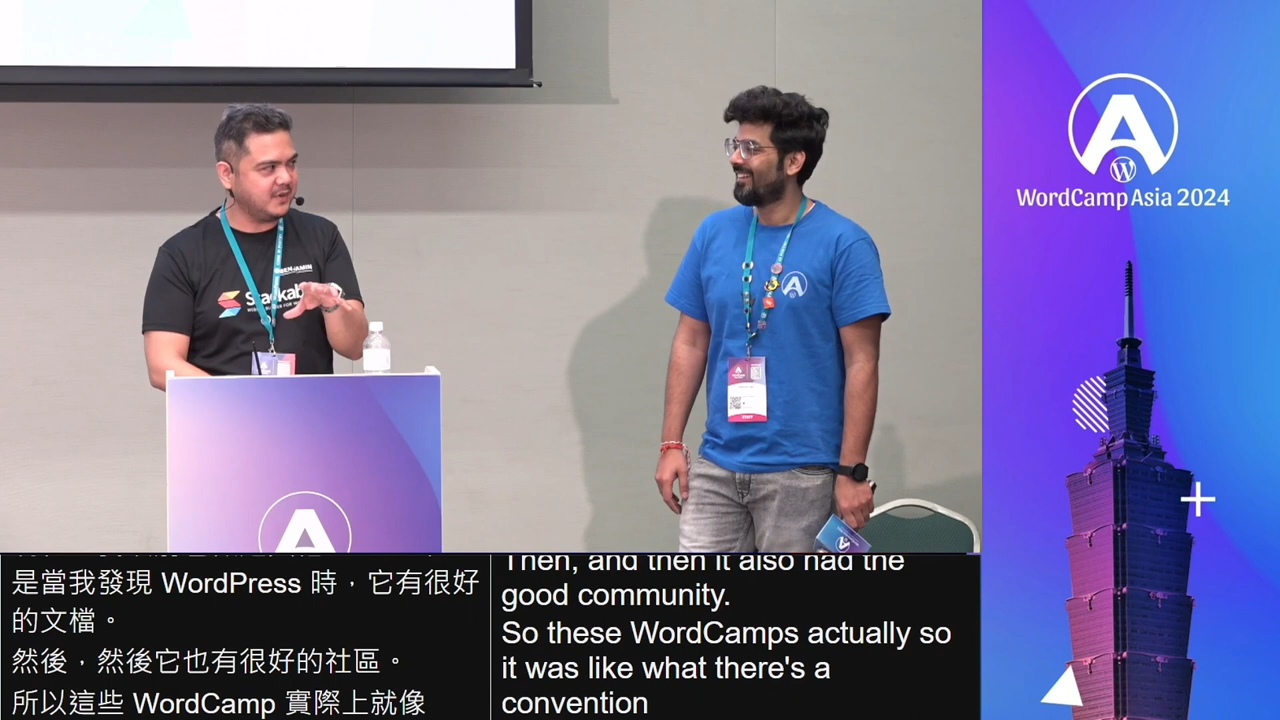 WordCamp Asia 2024
BENJAMIN
是當我發現 WordPress 時，它有很好
的文檔。
然後，然後它也有很好的社區。
所以這些 WordCamp 實際上就像
Then, and then it also had the
good community.
So these WordCamps actually so
it was like what there's a
convention